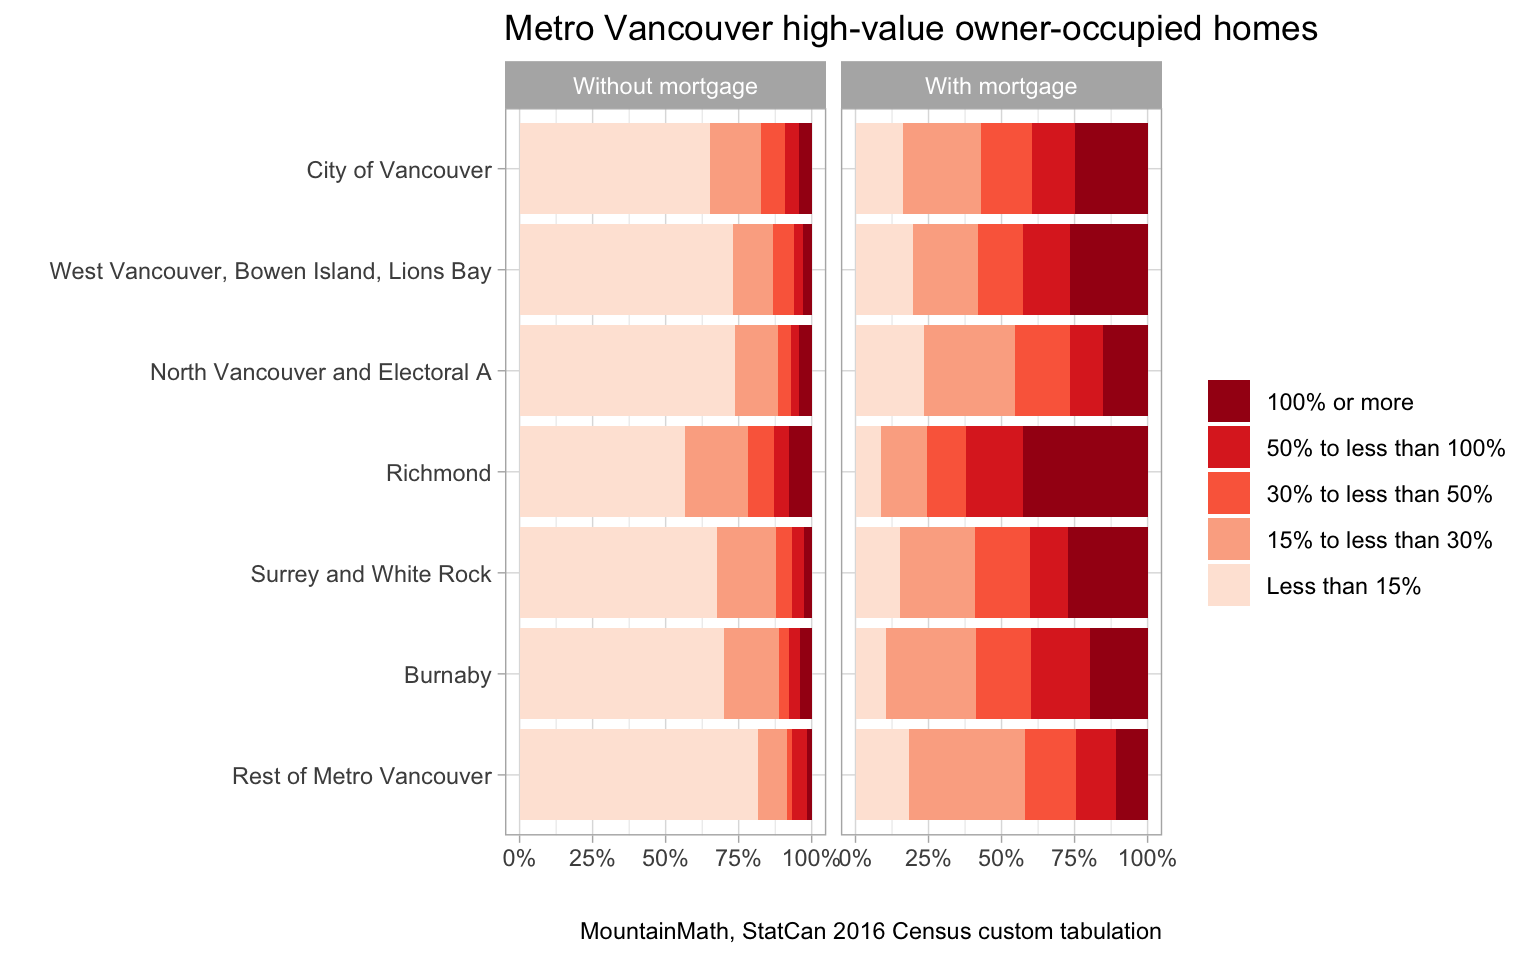 Metro Vancouver high-value owner-occupied homes
Without mortgage
With mortgage
City of Vancouver
West Vancouver, Bowen Island, Lions Bay
North Vancouver and Electoral A
Richmond
Surrey and White Rock
Burnaby
Rest of Metro Vancouver
0% 25% 50% 75% 100%
0% 25% 50% 75% 100%
100% or more
50% to less than 100%
30% to less than 50%
15% to less than 30%
Less than 15%
MountainMath, StatCan 2016 Census custom tabulation